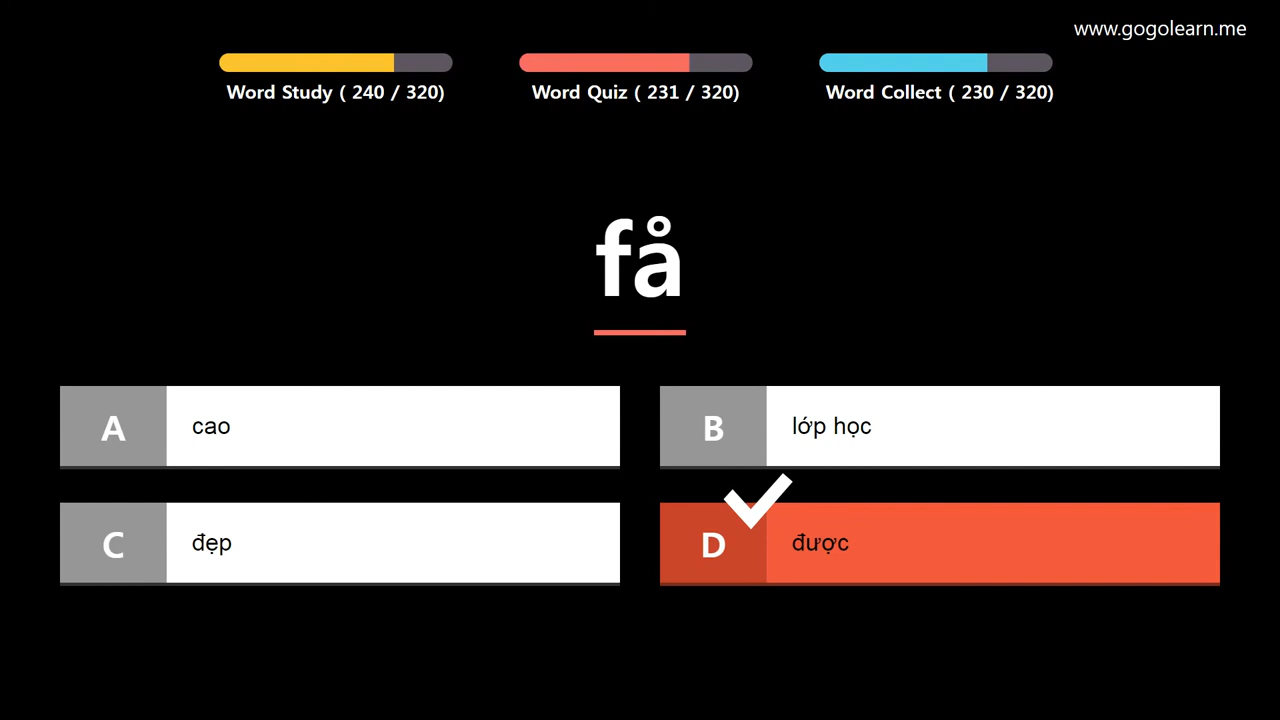 www.gogolearn.me
Word Study ( 240 / 320)
Word Quiz ( 231 / 320)
Word Collect ( 230 / 320)
få
A
cao
B
lớp học
C
đẹp
D
được